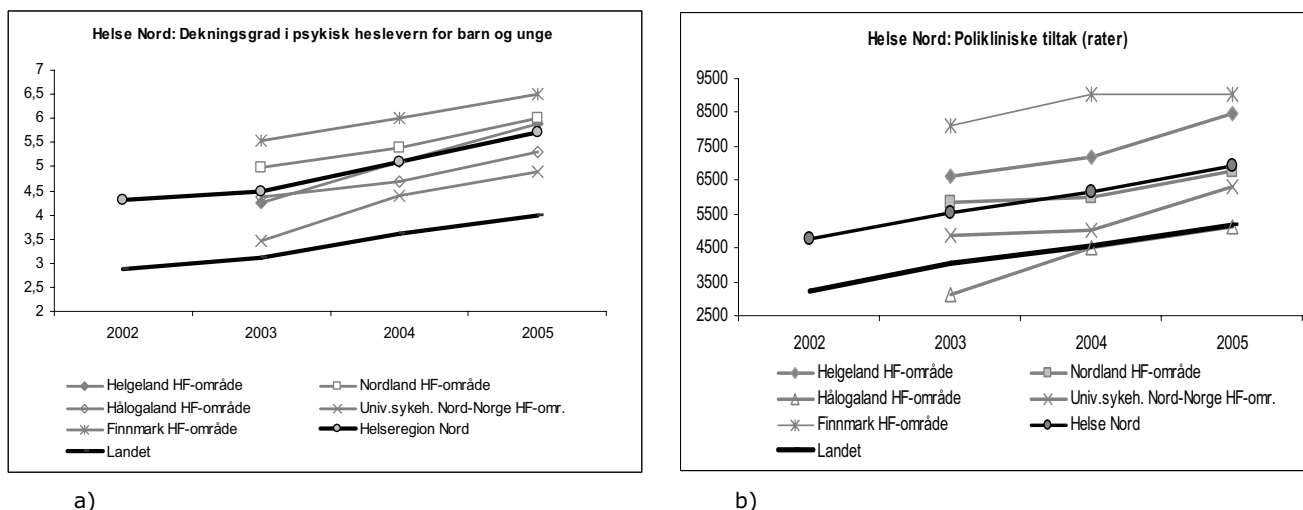 Helse Nord: Dekningsgrad i psykisk heslevern for barn og unge
7
6,5
6
5,5
5
4,5
4
3,5
3
2,5
2
2002 2003 2004 2005
Helgeland HF-område Nordland HF-område
Hålogaland HF-område Univ.sykeh. Nord-Norge HF-omr.
Finnmark HF-område Helseregion Nord
Landet
a)
Helse Nord: Polikliniske tiltak (rater)
9500
8500
7500
6500
5500
4500
3500
2500
2002 2003 2004 2005
Helgeland HF-område Nordland HF-område
Hålogaland HF-område Univ.sykeh. Nord-Norge HF-omr.
Finnmark HF-område Helse Nord
Landet
b)